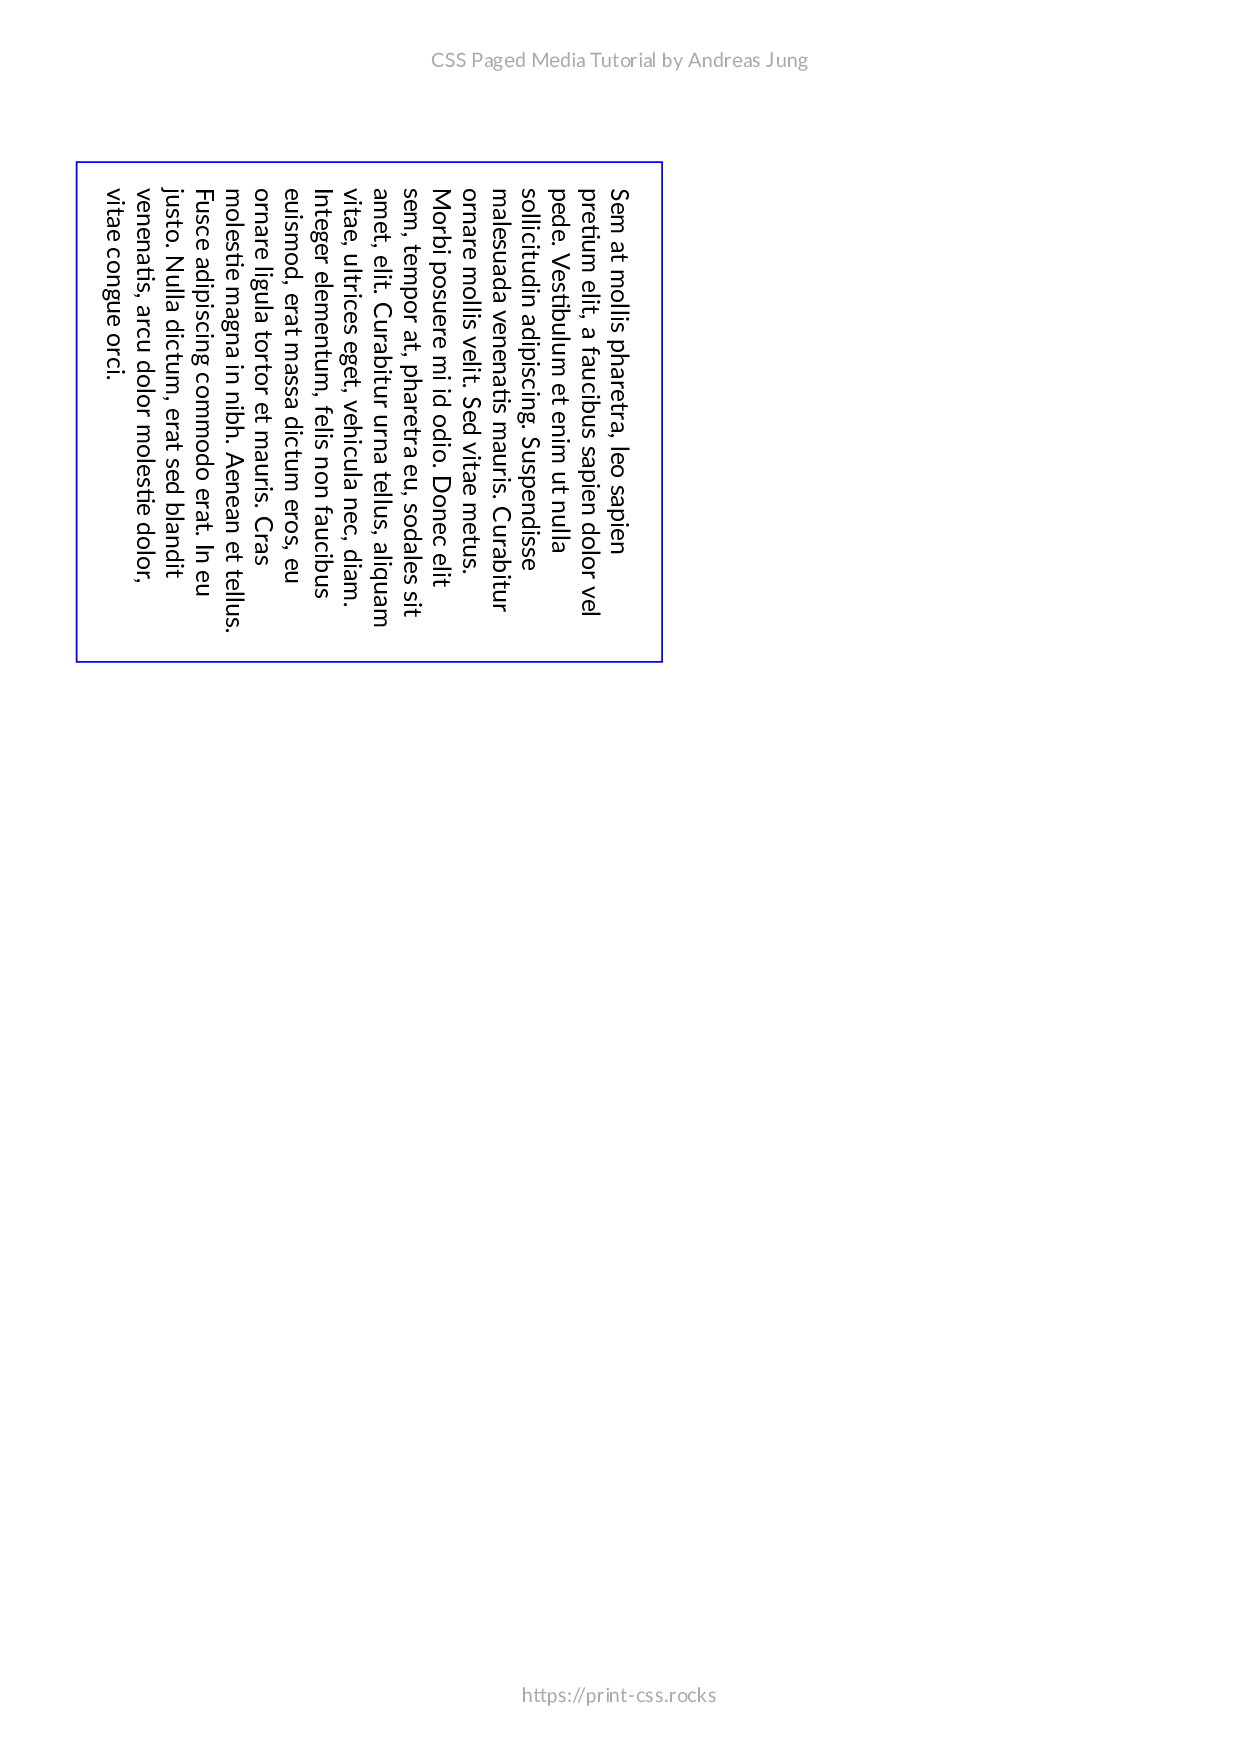 CSS Paged Media Tutorial by Andreas Jung
Sem at mollis pharetra, leo sapien
pretium elit, a faucibus sapien dolor vel
pede. Vestibulum et enim ut nulla
sollicitudin adipiscing. Suspendisse
malesuada venenatis mauris. Curabitur
ornare mollis velit. Sed vitae metus.
Morbi posuere mi id odio. Donec elit
sem, tempor at, pharetra eu, sodales sit
amet, elit. Curabitur urna tellus, aliquam
vitae, ultrices eget, vehicula nec, diam.
Integer elementum, felis non faucibus
euismod, erat massa dictum eros, eu
ornare ligula tortor et mauris. Cras
molestie magna in nibh. Aenean et tellus.
Fusce adipiscing commodo erat. In eu
justo. Nulla dictum, erat sed blandit
venenatis, arcu dolor molestie dolor,
vitae congue orci.
https://print-css.rocks